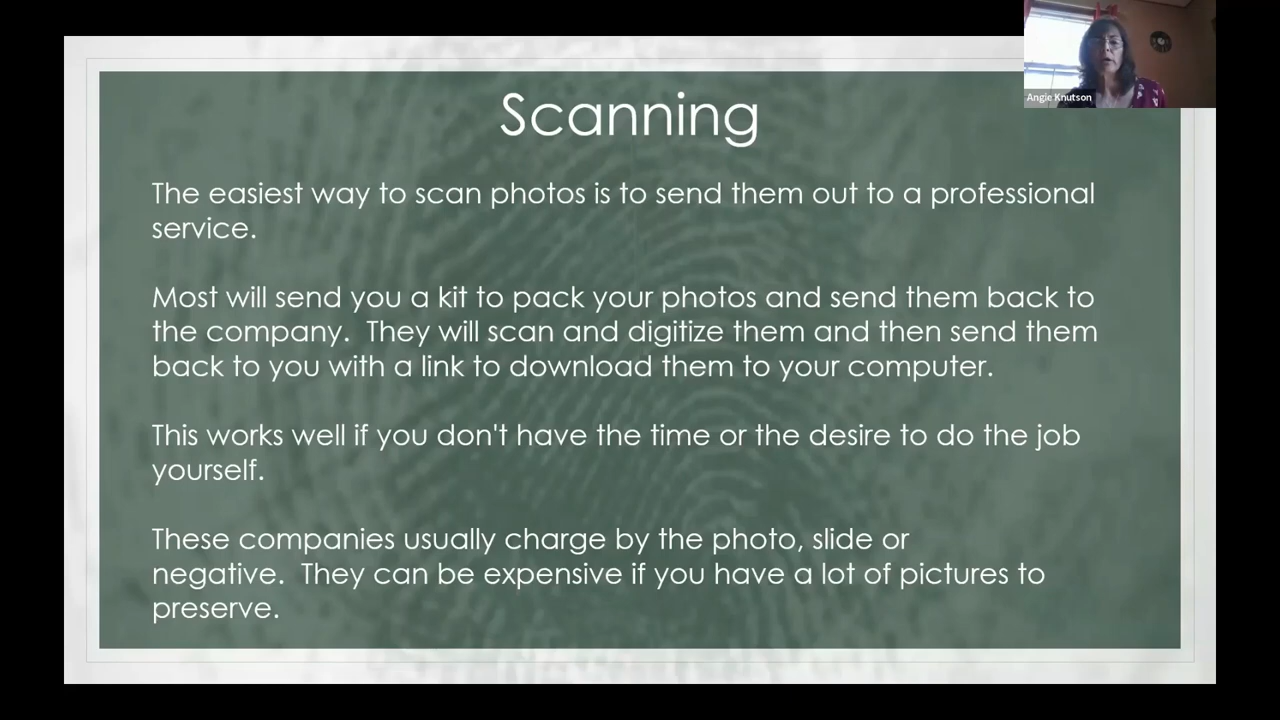 Angie Knutson
Scanning
The easiest way to scan photos is to send them out to a professional
service.
Most will send you a kit to pack your photos and send them back to
the company.  They will scan and digitize them and then send them
back to you with a link to download them to your computer.
This works well if you don't have the time or the desire to do the job
yourself.
These companies usually charge by the photo, slide or
negative.  They can be expensive if you have a lot of pictures to
preserve.